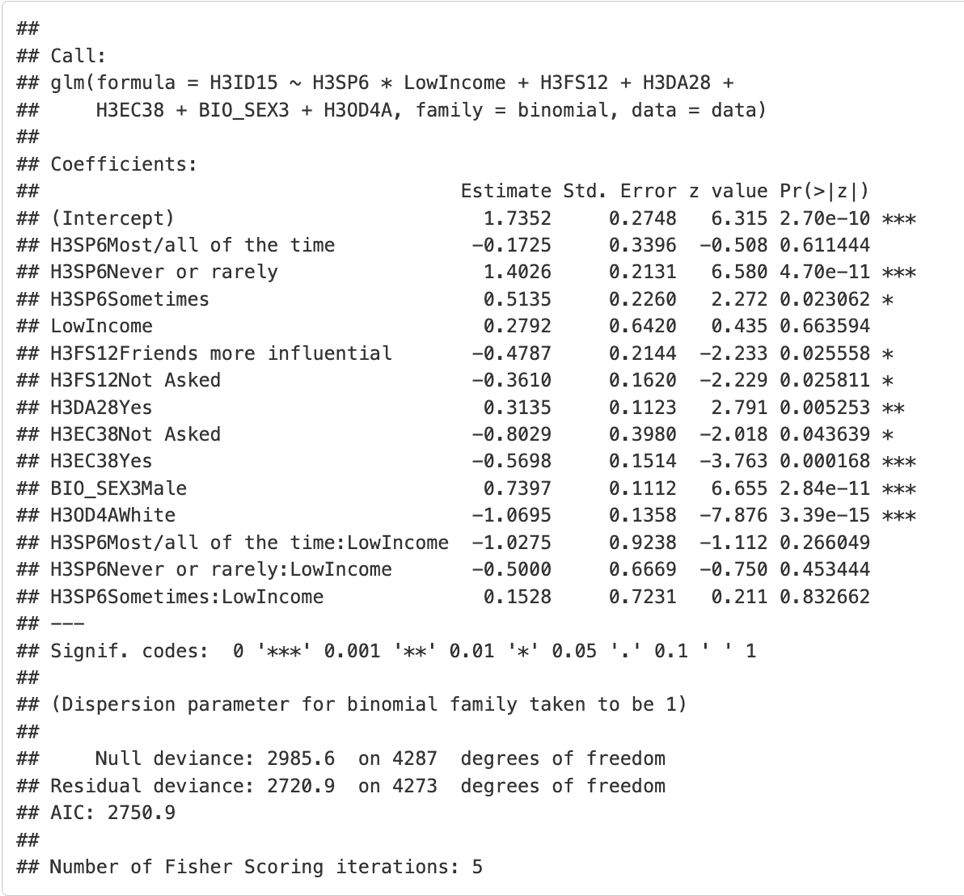 ##
## Call:
## glm(formula = H3ID15 ~ H3SP6 * LowIncome + H3FS12 + H3DA28 +
##     H3EC38 + BIO_SEX3 + H3OD4A, family = binomial, data = data)
##
## Coefficients:
##                                      Estimate Std. Error z value Pr(>|z|)
## (Intercept)                            1.7352     0.2748   6.315 2.70e-10 ***
## H3SP6Most/all of the time             -0.1725     0.3396  -0.508 0.611444
## H3SP6Never or rarely                   1.4026     0.2131   6.580 4.70e-11 ***
## H3SP6Sometimes                         0.5135     0.2260   2.272 0.023062 *
## LowIncome                              0.2792     0.6420   0.435 0.663594
## H3FS12Friends more influential        -0.4787     0.2144  -2.233 0.025558 *
## H3FS12Not Asked                       -0.3610     0.1620  -2.229 0.025811 *
## H3DA28Yes                              0.3135     0.1123   2.791 0.005253 **
## H3EC38Not Asked                       -0.8029     0.3980  -2.018 0.043639 *
## H3EC38Yes                             -0.5698     0.1514  -3.763 0.000168 ***
## BIO_SEX3Male                           0.7397     0.1112   6.655 2.84e-11 ***
## H3OD4AWhite                           -1.0695     0.1358  -7.876 3.39e-15 ***
## H3SP6Most/all of the time:LowIncome   -1.0275     0.9238  -1.112 0.266049
## H3SP6Never or rarely:LowIncome        -0.5000     0.6669  -0.750 0.453444
## H3SP6Sometimes:LowIncome               0.1528     0.7231   0.211 0.832662
## ---
## Signif. codes:  0 '***' 0.001 '**' 0.01 '*' 0.05 '.' 0.1 ' ' 1
##
## (Dispersion parameter for binomial family taken to be 1)
##
##     Null deviance: 2985.6  on 4287  degrees of freedom
## Residual deviance: 2720.9  on 4273  degrees of freedom
## AIC: 2750.9
##
## Number of Fisher Scoring iterations: 5